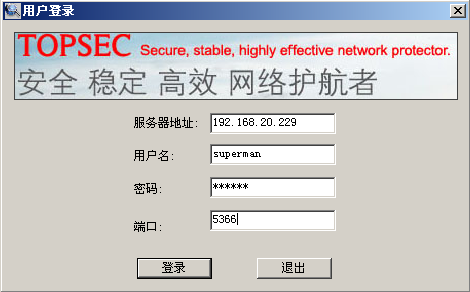 用户登录
TOPSEC Secure, stable, highly effective network protector.
安全 稳定 高效 网络护航者
服务器地址: 192.168.20.229
用户名: superman
密码: ******
端口: 5366
登录 退出